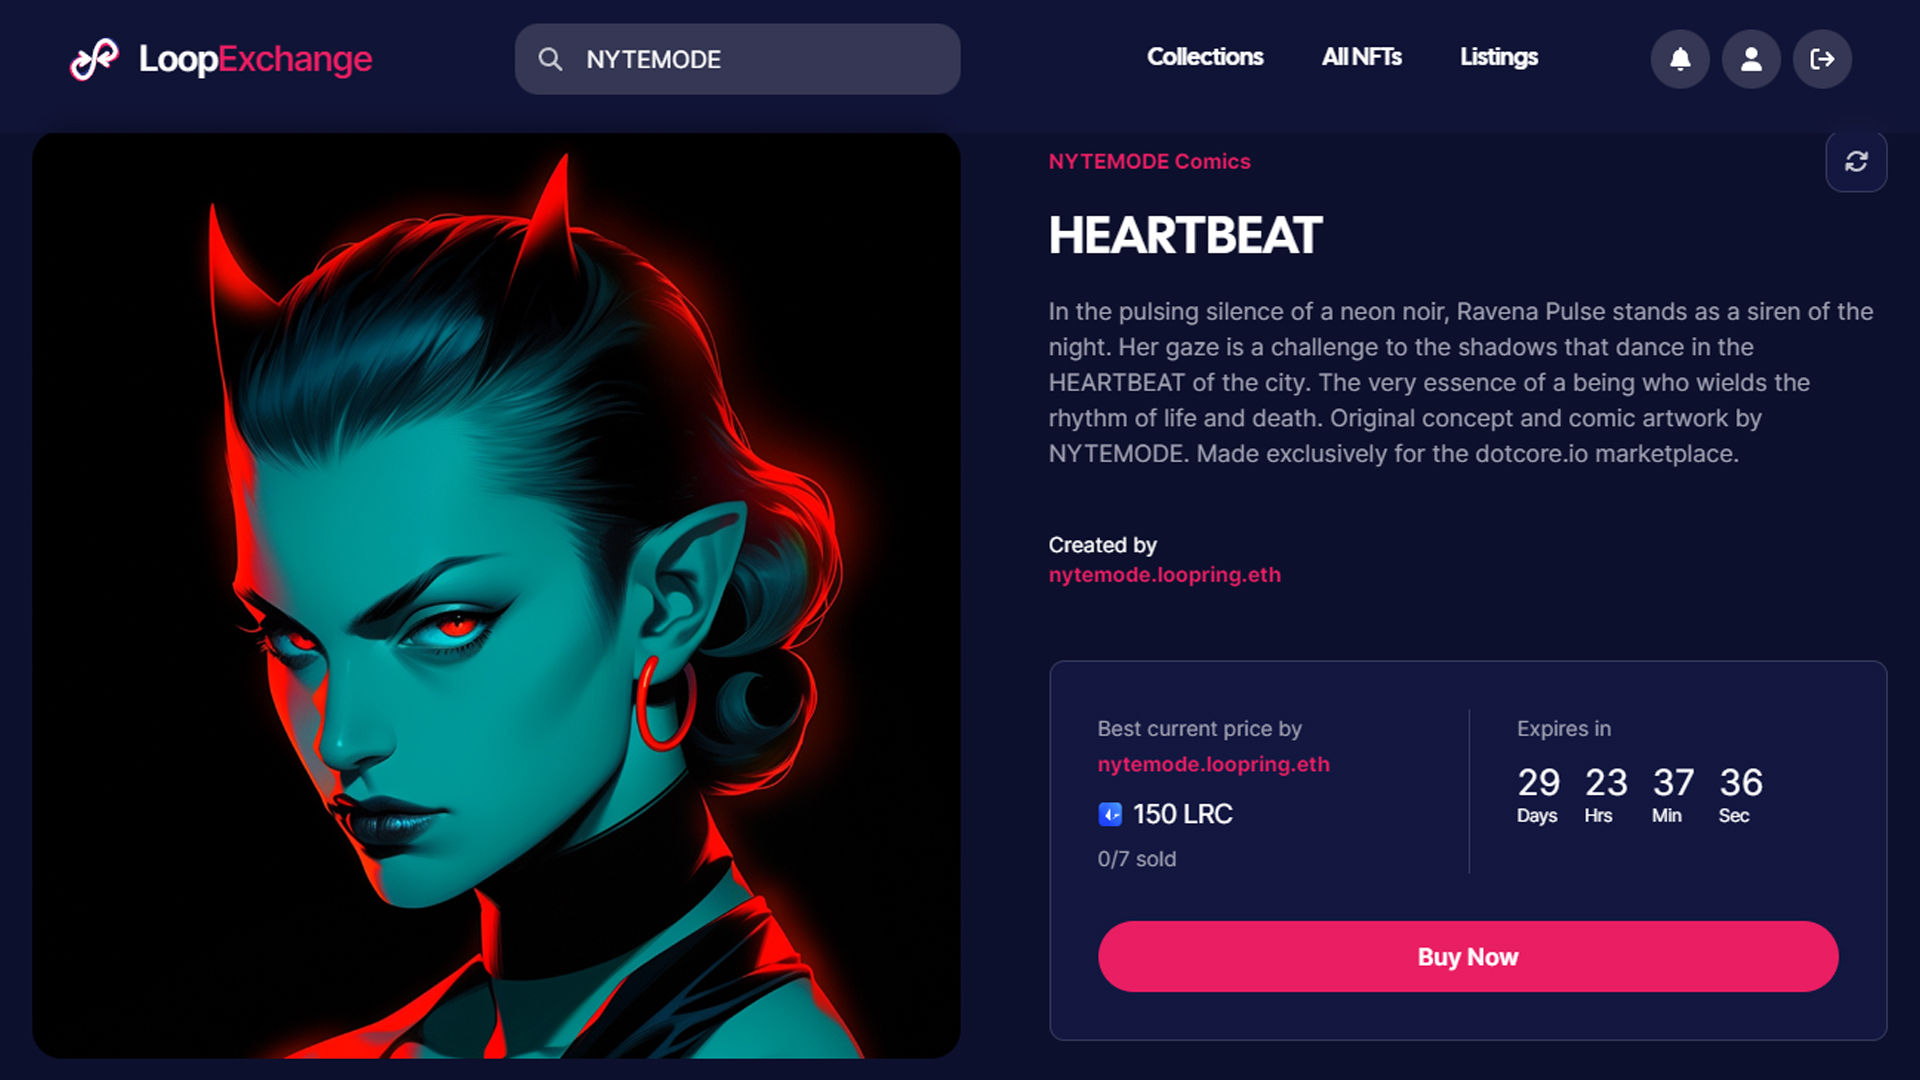 LoopExchange
NYTEMODE
Collections
All NFTs
Listings
NYTEMODE Comics
HEARTBEAT
In the pulsing silence of a neon noir, Ravena Pulse stands as a siren of the
night. Her gaze is a challenge to the shadows that dance in the
HEARTBEAT of the city. The very essence of a being who wields the
rhythm of life and death. Original concept and comic artwork by
NYTEMODE. Made exclusively for the dotcore.io marketplace.
Created by
nytemode.loopring.eth
Best current price by
nytemode.loopring.eth
150 LRC
0/7 sold
Expires in
29 23 37 36
Days Hrs Min Sec
Buy Now